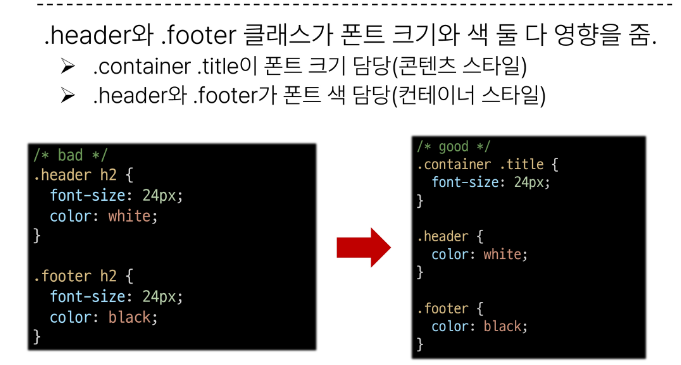 .header와 .footer 클래스가 폰트 크기와 색 둘 다 영향을 줌.
➢ .container .title이 폰트 크기 담당(콘텐츠 스타일)
➢ .header와 .footer가 폰트 색 담당(컨테이너 스타일)
/* bad */
.header h2 {
  font-size: 24px;
  color: white;
}

.footer h2 {
  font-size: 24px;
  color: black;
}
/* good */
.container .title {
  font-size: 24px;
}

.header {
  color: white;
}

.footer {
  color: black;
}